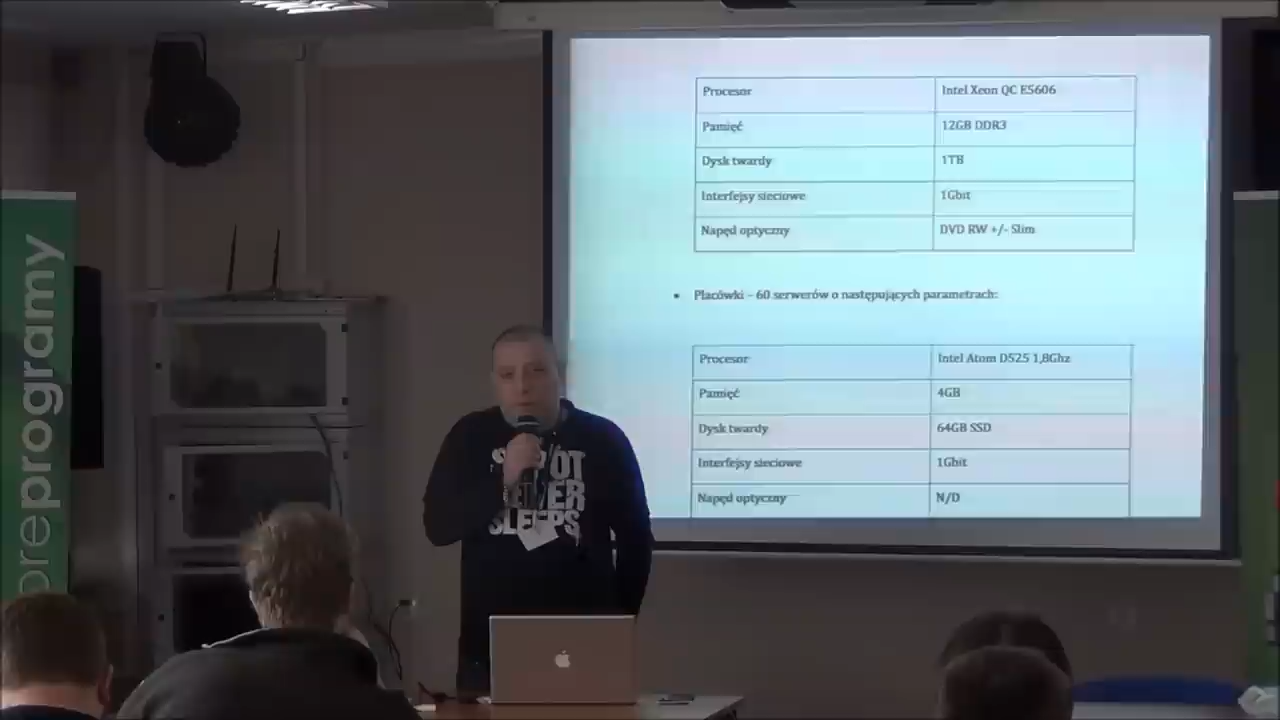 Procesor Intel Xeon QC E5606
Pamięć 12GB DDR3
Dysk twardy 1TB
Interfejsy sieciowe 1Gbit
Napęd optyczny DVD RW +/- Slim
• Placówki – 60 serwerów o następujących parametrach:
Procesor Intel Atom D525 1,8Ghz
Pamięć 4GB
Dysk twardy 64GB SSD
Interfejsy sieciowe 1Gbit
Napęd optyczny N/D
preprogramy
SLEEPS